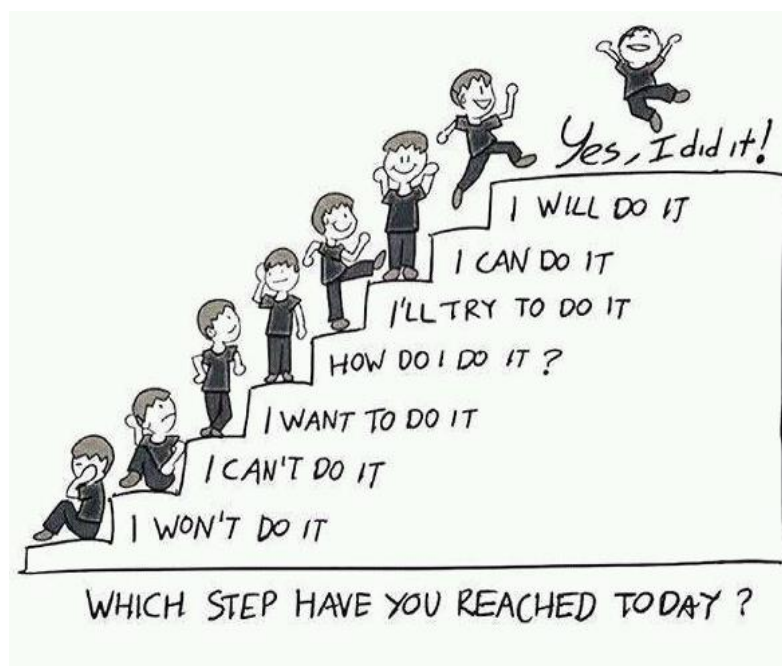 Yes, I did it!
I WILL DO IT
I CAN DO IT
I'LL TRY TO DO IT
HOW DO I DO IT ?
I WANT TO DO IT
I CAN'T DO IT
I WON'T DO IT
WHICH STEP HAVE YOU REACHED TODAY ?